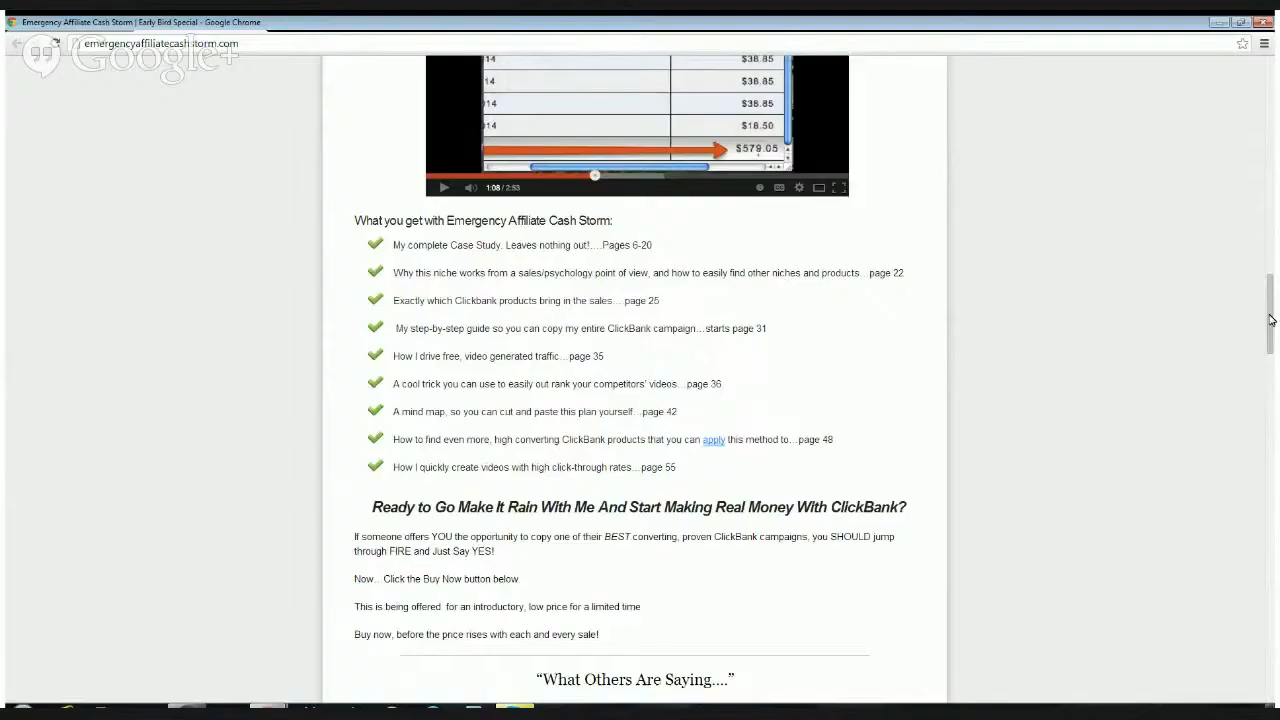 Emergency Affiliate Cash Storm | Early Bird Special - Google Chrome
emergencyaffiliatecashstorm.com
Google+
14 $38.85
14 $38.85
014 $38.85
014 $18.50
$579.05
1:08 / 2:53
What you get with Emergency Affiliate Cash Storm:
My complete Case Study. Leaves nothing out!….Pages 6-20
Why this niche works from a sales/psychology point of view, and how to easily find other niches and products…page 22
Exactly which Clickbank products bring in the sales… page 25
My step-by-step guide so you can copy my entire ClickBank campaign…starts page 31
How I drive free, video generated traffic…page 35
A cool trick you can use to easily out rank your competitors' videos…page 36
A mind map, so you can cut and paste this plan yourself…page 42
How to find even more, high converting ClickBank products that you can apply this method to…page 48
How I quickly create videos with high click-through rates…page 55
Ready to Go Make It Rain With Me And Start Making Real Money With ClickBank?
If someone offers YOU the opportunity to copy one of their BEST converting, proven ClickBank campaigns, you SHOULD jump
through FIRE and Just Say YES!
Now… Click the Buy Now button below
This is being offered for an introductory, low price for a limited time
Buy now, before the price rises with each and every sale!
“What Others Are Saying….”